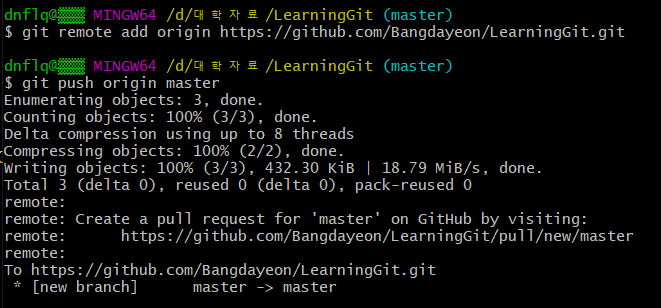 dnflq@▒▒▒ MINGW64 /d/대학자료/LearningGit (master)
$ git remote add origin https://github.com/Bangdayeon/LearningGit.git
dnflq@▒▒▒ MINGW64 /d/대학자료/LearningGit (master)
$ git push origin master
Enumerating objects: 3, done.
Counting objects: 100% (3/3), done.
Delta compression using up to 8 threads
Compressing objects: 100% (2/2), done.
Writing objects: 100% (3/3), 432.30 KiB | 18.79 MiB/s, done.
Total 3 (delta 0), reused 0 (delta 0), pack-reused 0
remote:
remote: Create a pull request for 'master' on GitHub by visiting:
remote:      https://github.com/Bangdayeon/LearningGit/pull/new/master
remote:
To https://github.com/Bangdayeon/LearningGit.git
 * [new branch]      master -> master